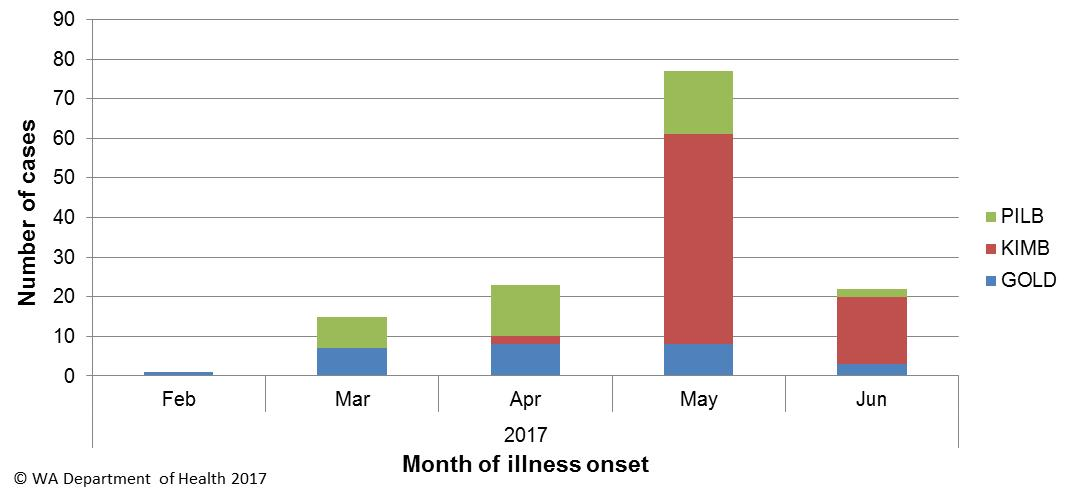 90
80
70
60
50
40
30
20
10
0
Number of cases
Feb Mar Apr May Jun
2017
Month of illness onset
PILB
KIMB
GOLD
© WA Department of Health 2017